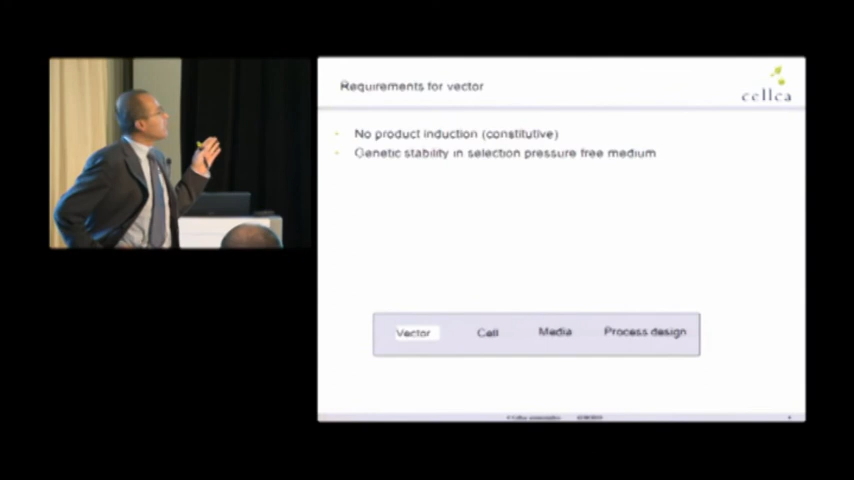 Requirements for vector
cellca
No product induction (constitutive)
Genetic stability in selection pressure free medium
Vector Cell Media Process design